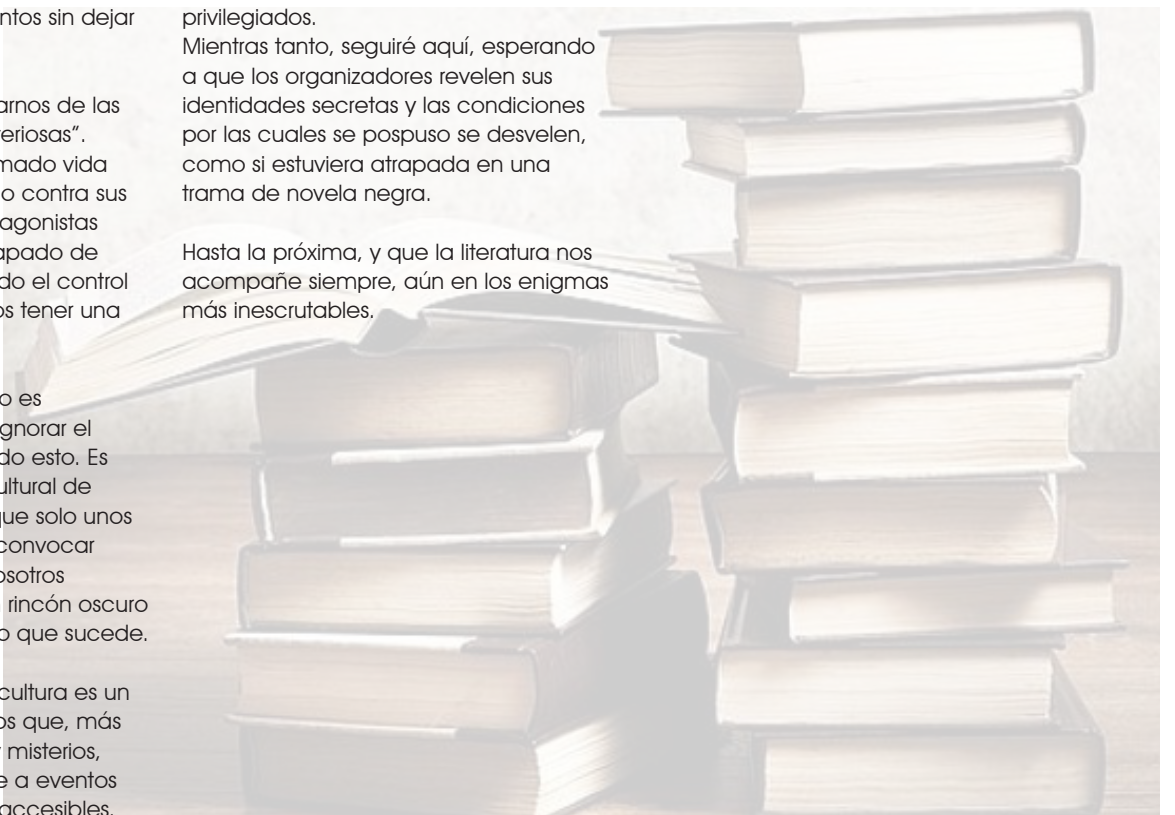 ntos sin dejar
arnos de las
eriosas”.
mado vida
o contra sus
agonistas
apado de
do el control
os tener una
o es
gnorar el
do esto. Es
ultural de
que solo unos
convocar
osotros
rincón oscuro
o que sucede.
cultura es un
os que, más
misterios,
e a eventos
accesibles,
privilegiados.
Mientras tanto, seguiré aquí, esperando
a que los organizadores revelen sus
identidades secretas y las condiciones
por las cuales se pospuso se desvelen,
como si estuviera atrapada en una
trama de novela negra.
Hasta la próxima, y que la literatura nos
acompañe siempre, aún en los enigmas
más inescrutables.